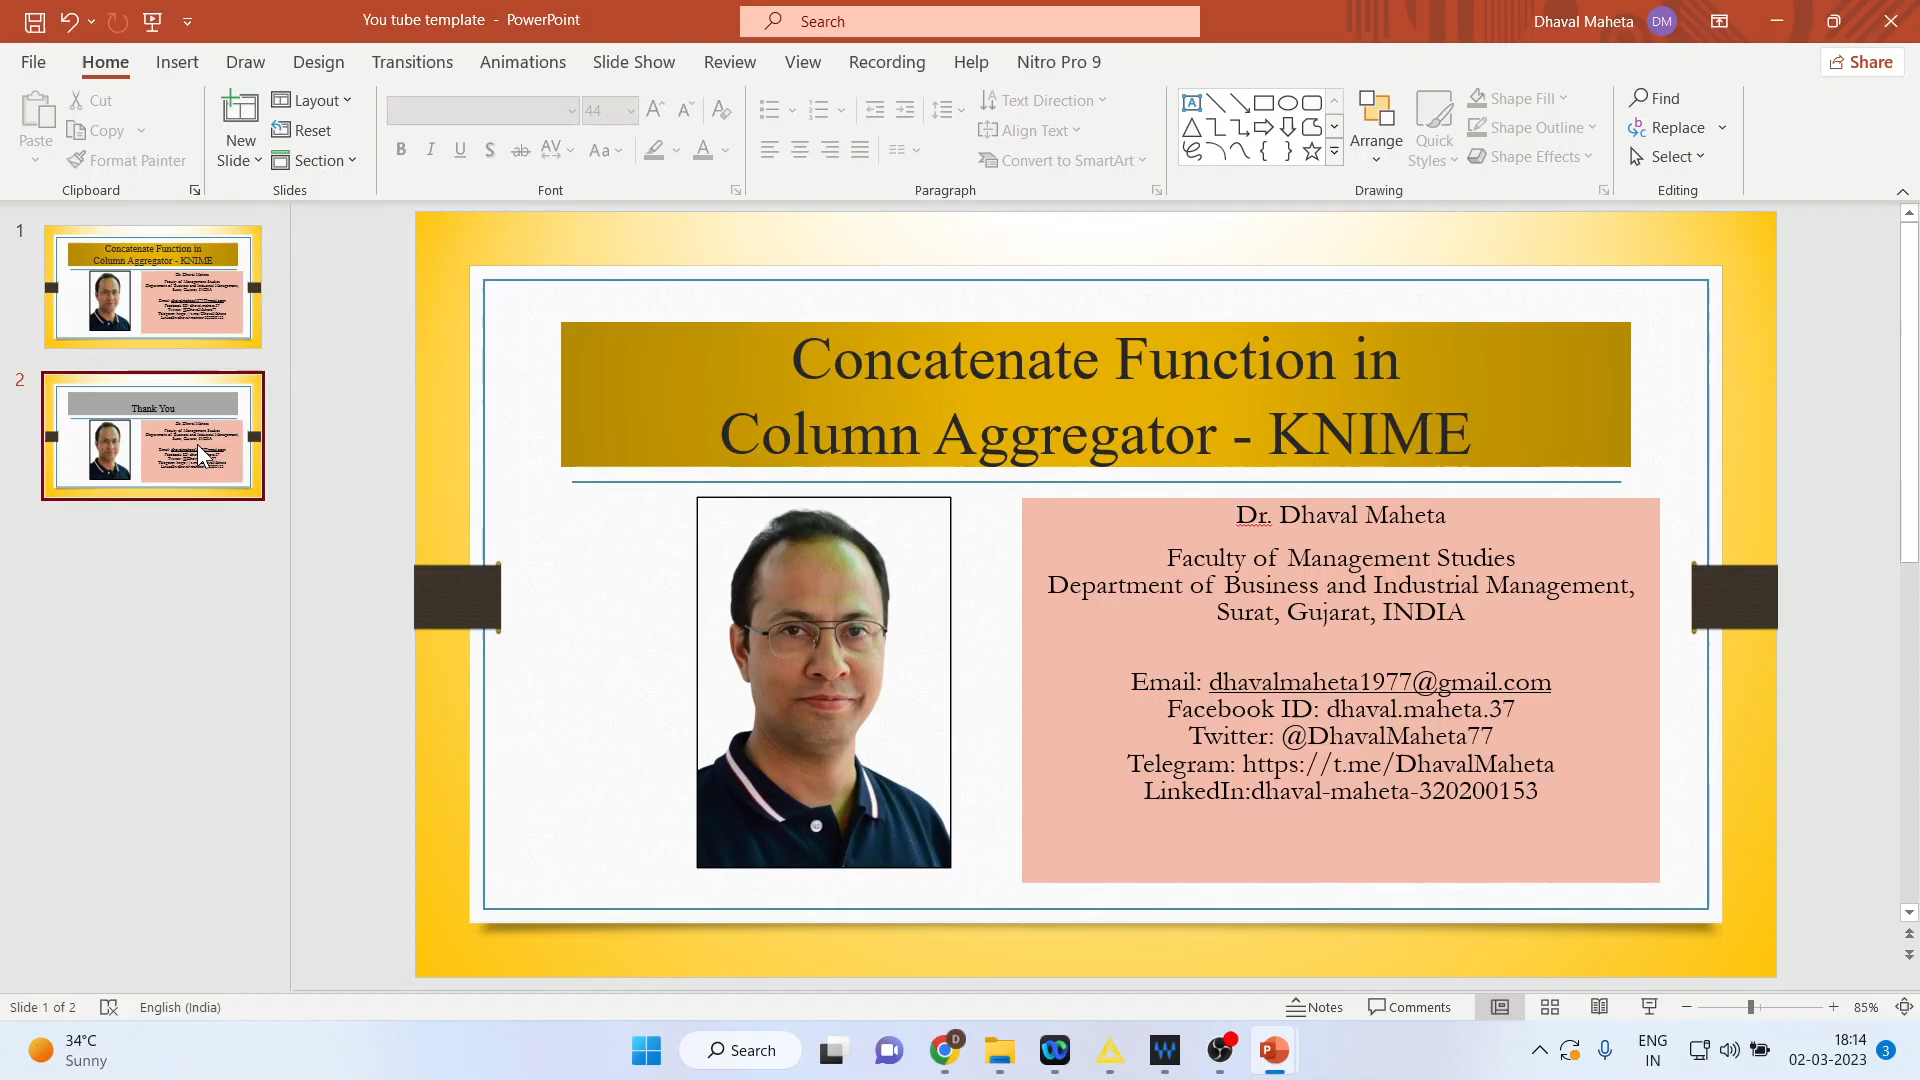 You tube template - PowerPoint
Search
Dhaval Maheta DM
File Home Insert Draw Design Transitions Animations Slide Show Review View Recording Help Nitro Pro 9
Share
Paste
Cut
Copy
Format Painter
Clipboard
New Slide
Layout
Reset
Section
Slides
44
B I U S ab AV Aa A
Font
Text Direction
Align Text
Convert to SmartArt
Paragraph
Arrange
Quick Styles
Shape Fill
Shape Outline
Shape Effects
Drawing
Find
Replace
Select
Editing
1
Concatenate Function in
Column Aggregator - KNIME
2
Thank You
Concatenate Function in
Column Aggregator - KNIME
Dr. Dhaval Maheta
Faculty of Management Studies
Department of Business and Industrial Management,
Surat, Gujarat, INDIA
Email: dhavalmaheta1977@gmail.com
Facebook ID: dhaval.maheta.37
Twitter: @DhavalMaheta77
Telegram: https://t.me/DhavalMaheta
LinkedIn:dhaval-maheta-320200153
Slide 1 of 2
English (India)
Notes
Comments
85%
34°C
Sunny
Search
ENG
IN
18:14
02-03-2023
3